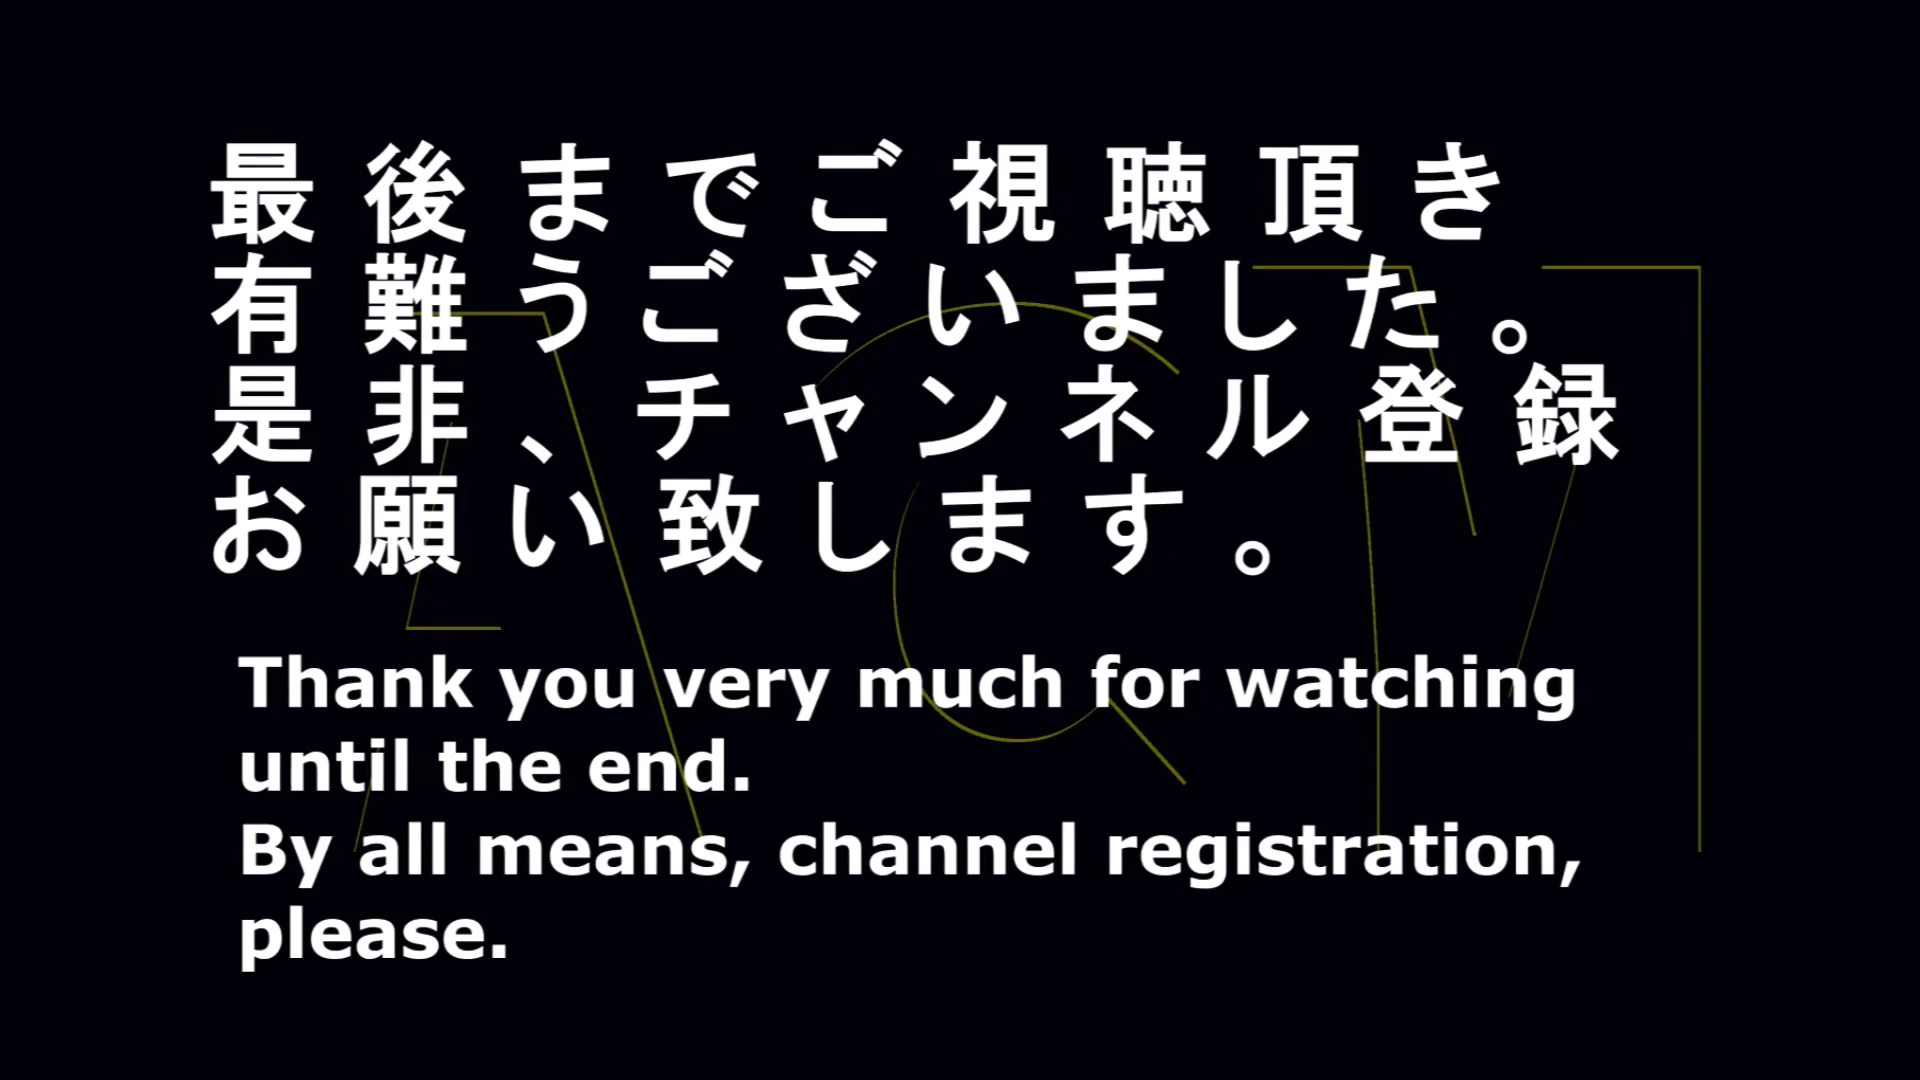 最後までご視聴頂き
有難うございました。
是非、チャンネル登録
お願い致します。
Thank you very much for watching
until the end.
By all means, channel registration,
please.